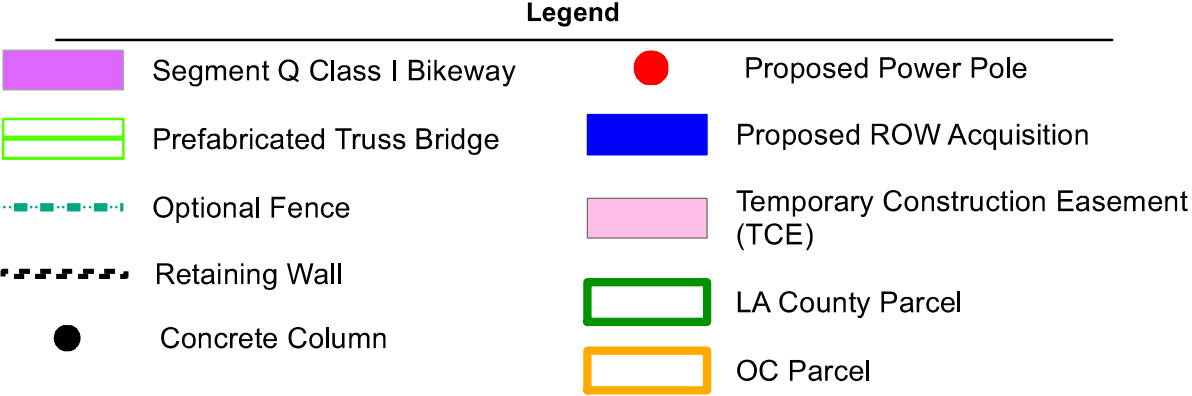 Legend
Segment Q Class I Bikeway
Prefabricated Truss Bridge
Optional Fence
Retaining Wall
Concrete Column
Proposed Power Pole
Proposed ROW Acquisition
Temporary Construction Easement
(TCE)
LA County Parcel
OC Parcel